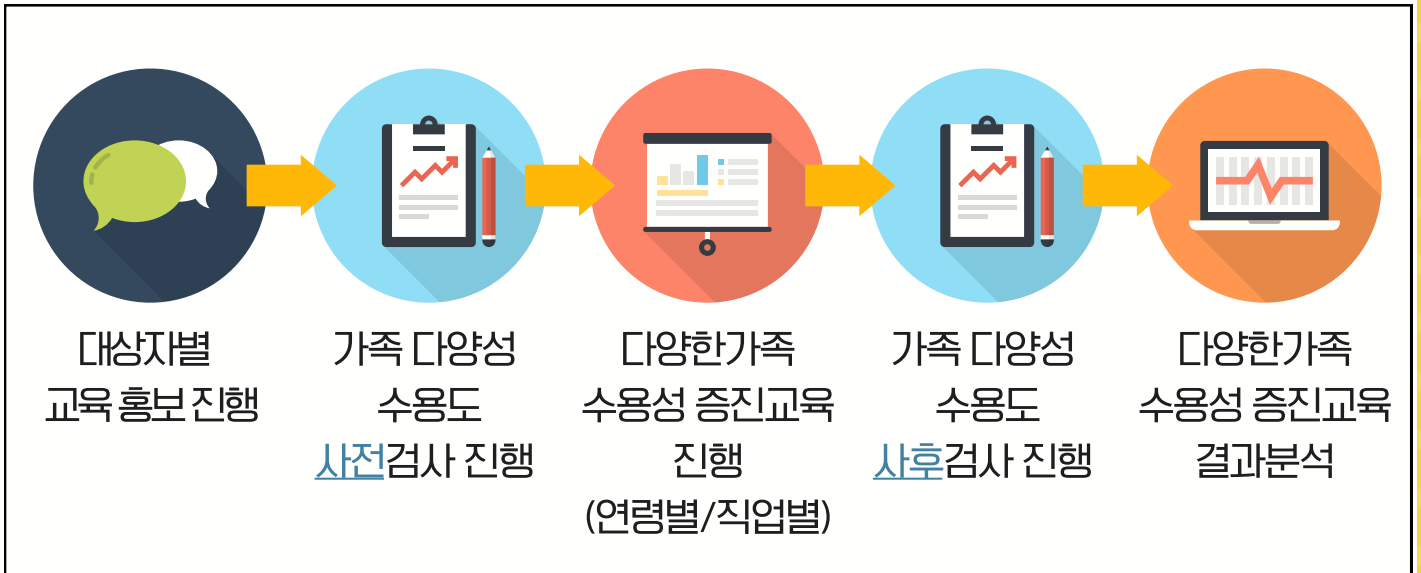 대상자별
교육 홍보 진행
가족 다양성
수용도
사전검사 진행
다양한가족
수용성 증진교육
진행
(연령별/직업별)
가족 다양성
수용도
사후검사 진행
다양한가족
수용성 증진교육
결과분석